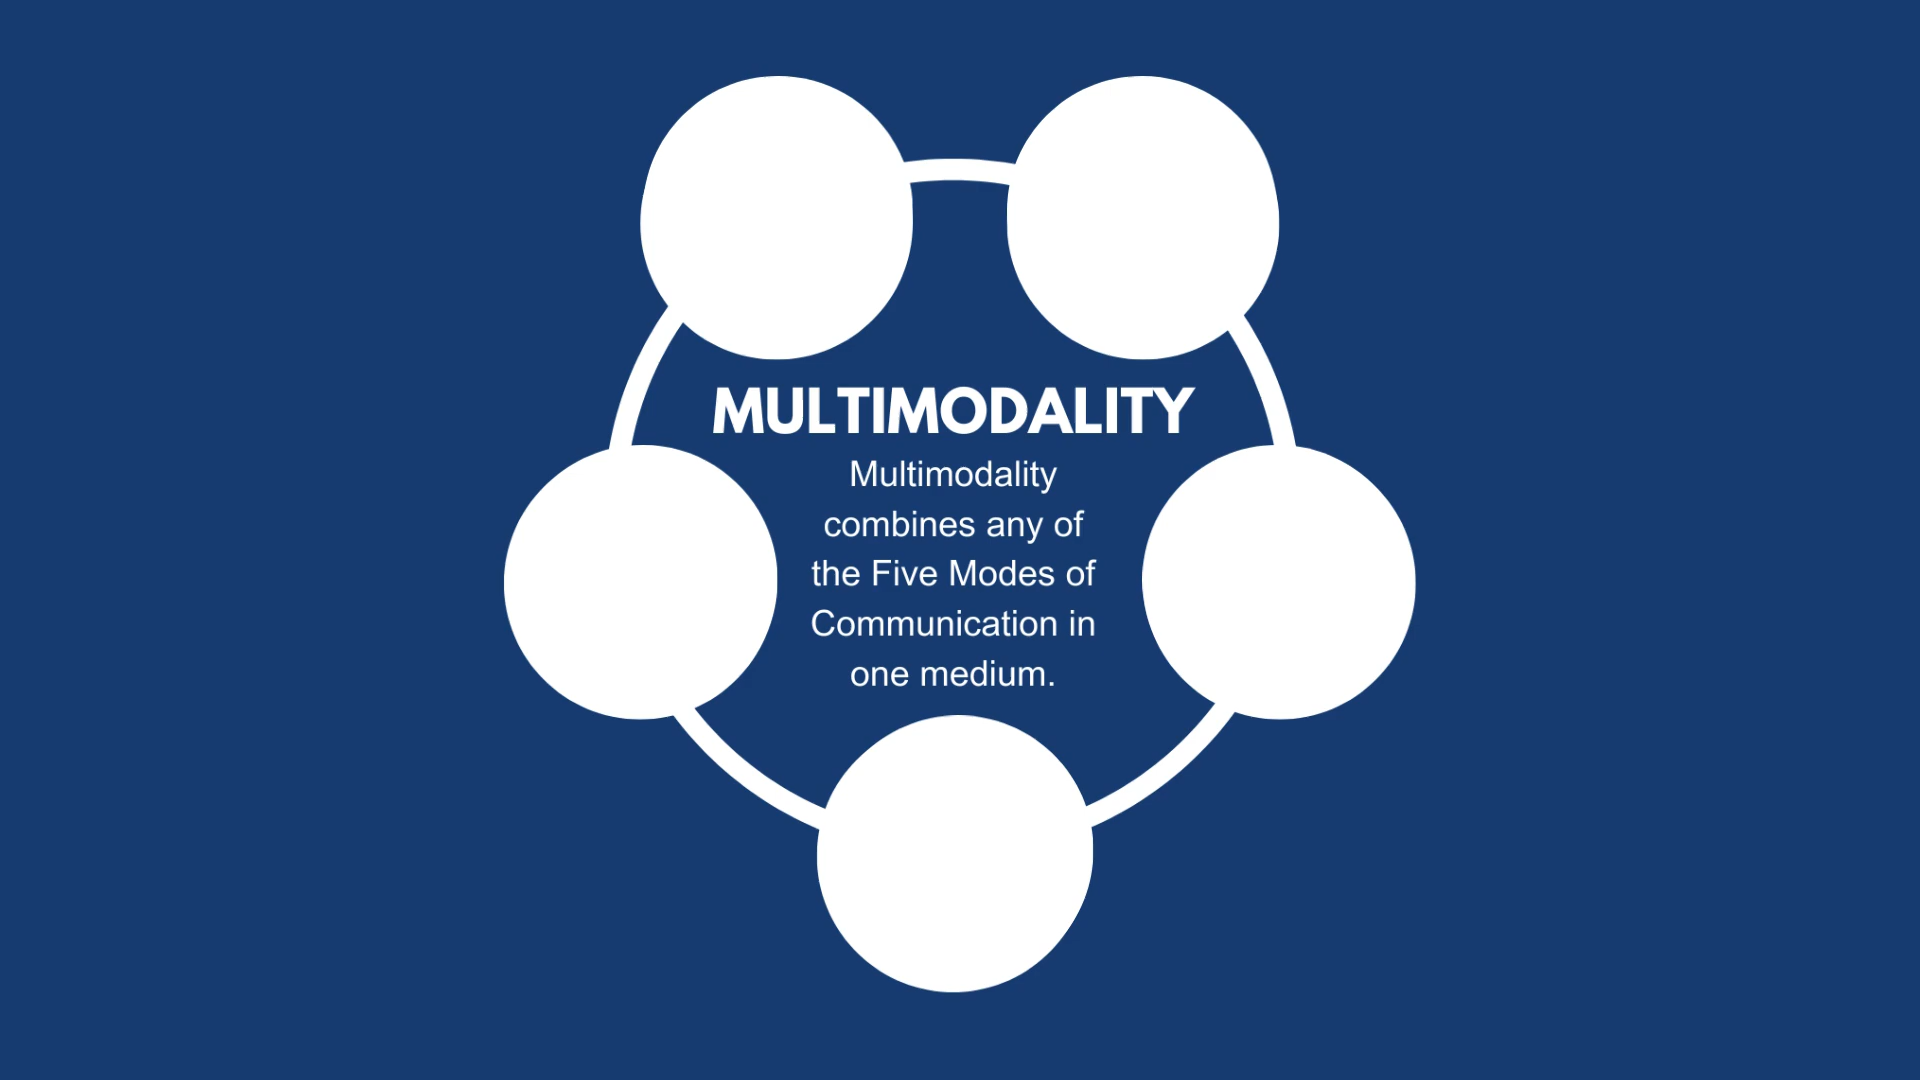 MULTIMODALITY
Multimodality
combines any of
the Five Modes of
Communication in
one medium.